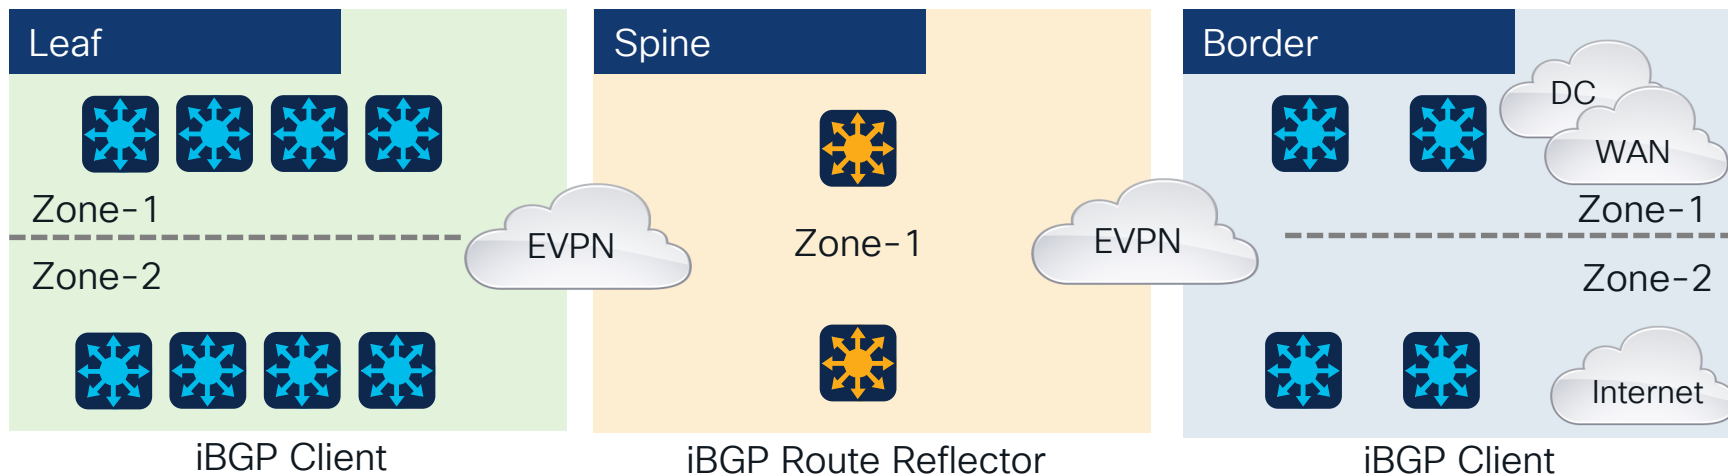 Leaf
Zone-1
Zone-2
iBGP Client
EVPN
Spine
Zone-1
iBGP Route Reflector
EVPN
Border
DC
WAN
Zone-1
Zone-2
Internet
iBGP Client